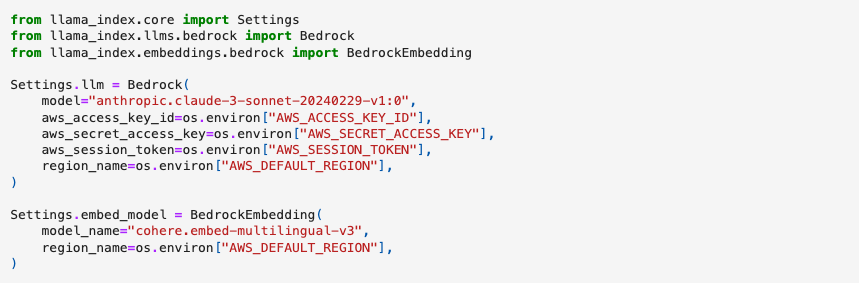 from llama_index.core import Settings
from llama_index.llms.bedrock import Bedrock
from llama_index.embeddings.bedrock import BedrockEmbedding

Settings.llm = Bedrock(
    model="anthropic.claude-3-sonnet-20240229-v1:0",
    aws_access_key_id=os.environ["AWS_ACCESS_KEY_ID"],
    aws_secret_access_key=os.environ["AWS_SECRET_ACCESS_KEY"],
    aws_session_token=os.environ["AWS_SESSION_TOKEN"],
    region_name=os.environ["AWS_DEFAULT_REGION"],
)

Settings.embed_model = BedrockEmbedding(
    model_name="cohere.embed-multilingual-v3",
    region_name=os.environ["AWS_DEFAULT_REGION"],
)